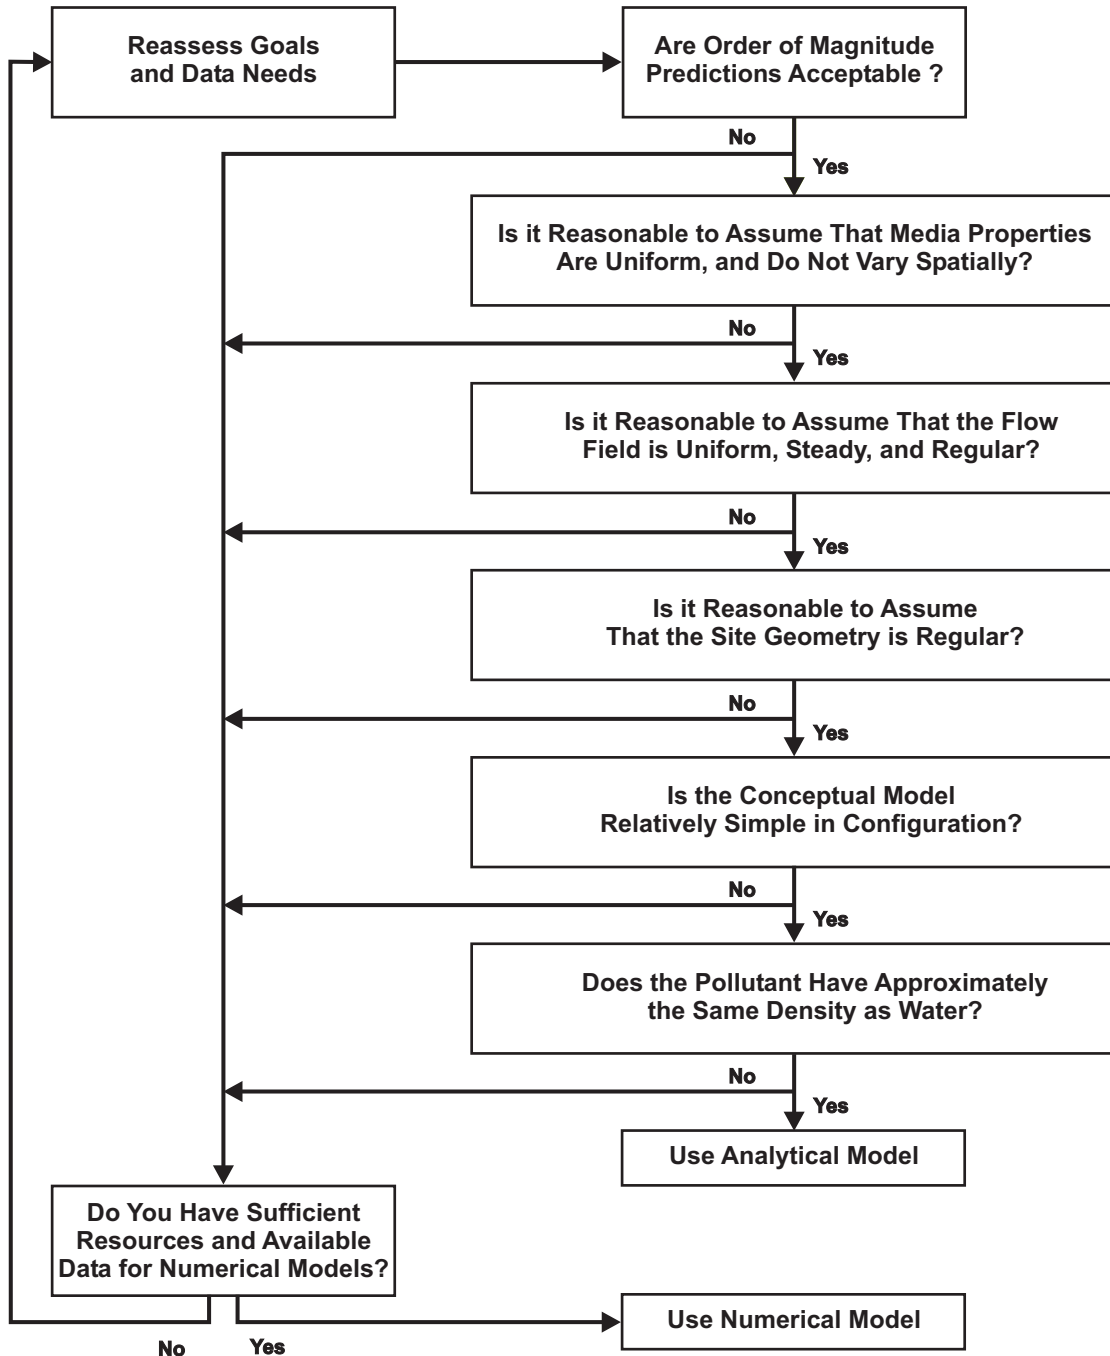 Reassess Goals
and Data Needs
Are Order of Magnitude
Predictions Acceptable ?
No
Yes
Is it Reasonable to Assume That Media Properties
Are Uniform, and Do Not Vary Spatially?
No
Yes
Is it Reasonable to Assume That the Flow
Field is Uniform, Steady, and Regular?
No
Yes
Is it Reasonable to Assume
That the Site Geometry is Regular?
No
Yes
Is the Conceptual Model
Relatively Simple in Configuration?
No
Yes
Does the Pollutant Have Approximately
the Same Density as Water?
No
Yes
Use Analytical Model
Do You Have Sufficient
Resources and Available
Data for Numerical Models?
No
Yes
Use Numerical Model